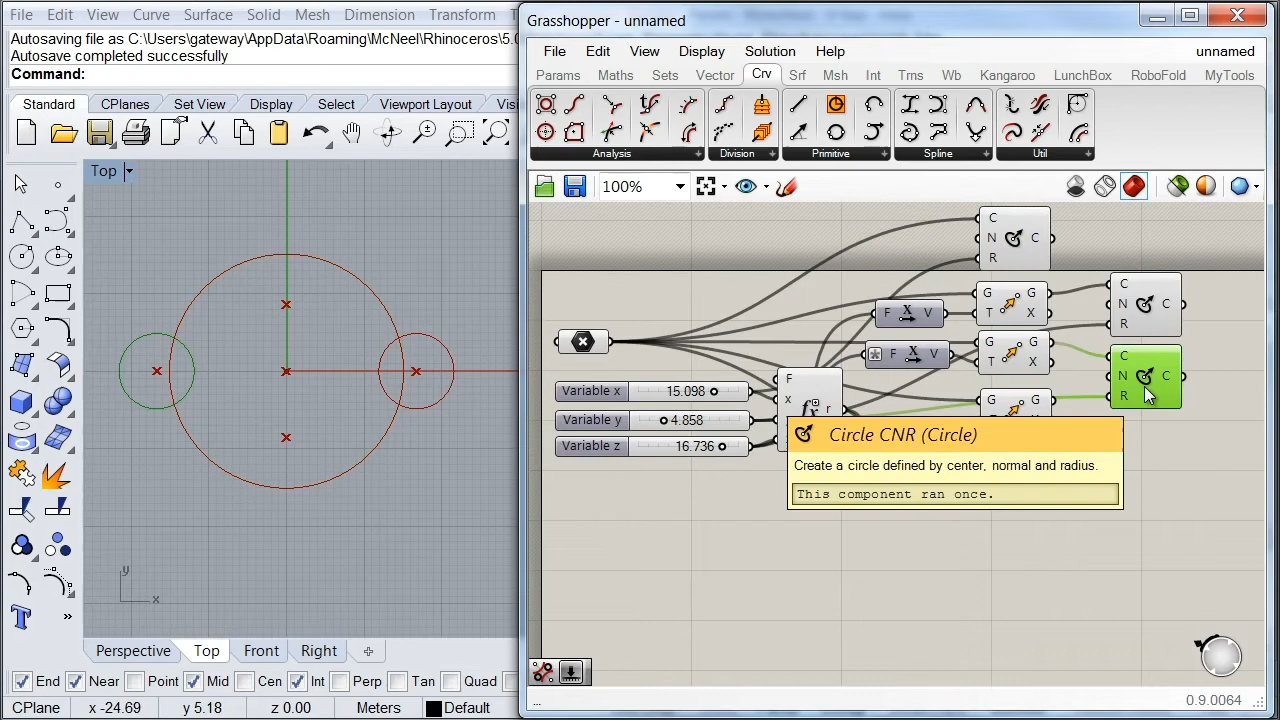 File Edit View Curve Surface Solid Mesh Dimension Transform T
Autosaving file as C:\Users\gateway\AppData\Roaming\McNeel\Rhinoceros\5.0
Autosave completed successfully
Command:
Standard CPlanes Set View Display Select Viewport Layout Vis
Top
y
x
Perspective Top Front Right
End Near Point Mid Cen Int Perp Tan Quad
CPlane x -24.69 y 5.18 z 0.00 Meters Default
Grasshopper - unnamed
File Edit View Display Solution Help unnamed
Params Maths Sets Vector Crv Srf Msh Int Trns Wb Kangaroo LunchBox RoboFold MyTools
Analysis Division Primitive Spline Util
100%
C
N C
R
G G
T X
F X V
C
N C
R
G G
T X
F X V
C
N C
R
F
x
fx r
G
Variable x 15.098
Variable y 4.858
Variable z 16.736
Circle CNR (Circle)
Create a circle defined by center, normal and radius.
This component ran once.
...
0.9.0064